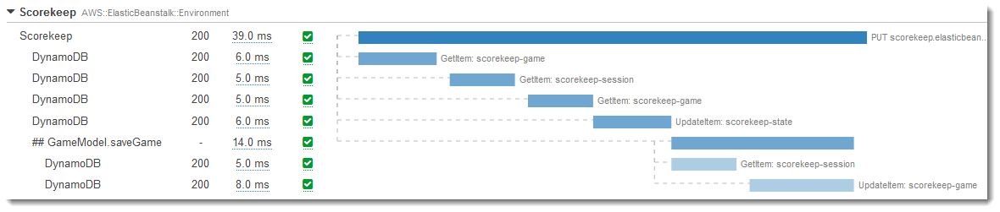 Scorekeep AWS::ElasticBeanstalk::Environment
Scorekeep 200 39.0 ms PUT scorekeep.elasticbean...
DynamoDB 200 6.0 ms GetItem: scorekeep-game
DynamoDB 200 5.0 ms GetItem: scorekeep-session
DynamoDB 200 5.0 ms GetItem: scorekeep-game
DynamoDB 200 6.0 ms UpdateItem: scorekeep-state
## GameModel.saveGame - 14.0 ms
DynamoDB 200 5.0 ms GetItem: scorekeep-session
DynamoDB 200 8.0 ms UpdateItem: scorekeep-game